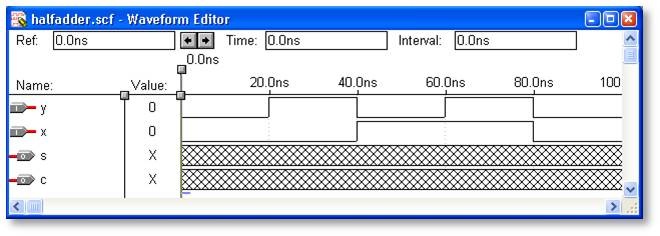 halfadder.scf - Waveform Editor
Ref: 0.0ns Time: 0.0ns Interval: 0.0ns
0.0ns
Name: Value: 20.0ns 40.0ns 60.0ns 80.0ns 100
y 0
x 0
s X
c X